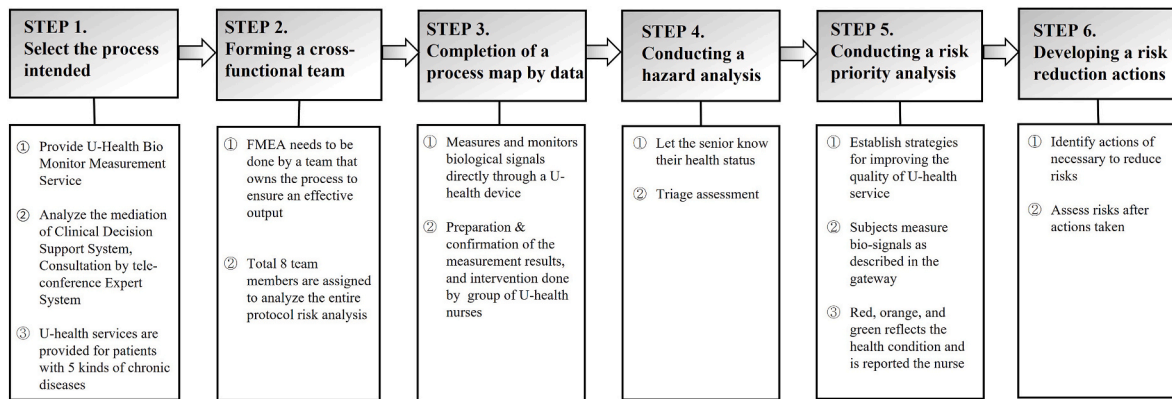 STEP 1.
Select the process
intended
① Provide U-Health Bio
Monitor Measurement
Service
② Analyze the mediation
of Clinical Decision
Support System,
Consultation by tele-
conference Expert
System
③ U-health services are
provided for patients
with 5 kinds of chronic
diseases
STEP 2.
Forming a cross-
functional team
① FMEA needs to be
done by a team that
owns the process to
ensure an effective
output
② Total 8 team
members are assigned
to analyze the entire
protocol risk analysis
STEP 3.
Completion of a
process map by data
① Measures and monitors
biological signals
directly through a U-
health device
② Preparation &
confirmation of the
measurement results,
and intervention done
by group of U-health
nurses
STEP 4.
Conducting a
hazard analysis
① Let the senior know
their health status
② Triage assessment
STEP 5.
Conducting a risk
priority analysis
① Establish strategies
for improving the
quality of U-health
service
② Subjects measure
bio-signals as
described in the
gateway
③ Red, orange, and
green reflects the
health condition and
is reported the nurse
STEP 6.
Developing a risk
reduction actions
① Identify actions of
necessary to reduce
risks
② Assess risks after
actions taken